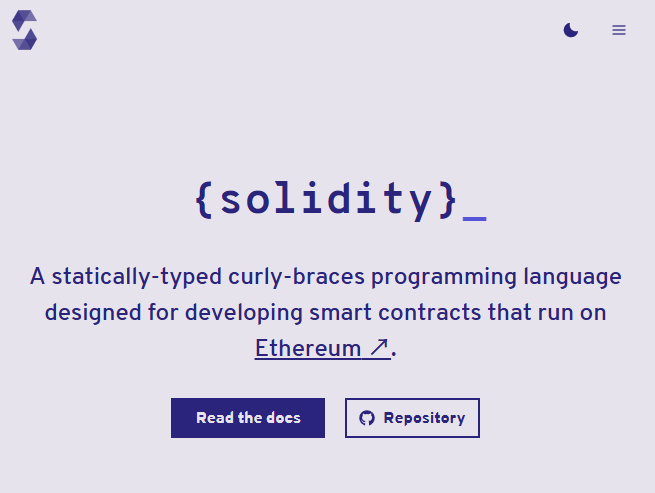 {solidity}_
A statically-typed curly-braces programming language
designed for developing smart contracts that run on
Ethereum ↗.
Read the docs
Repository